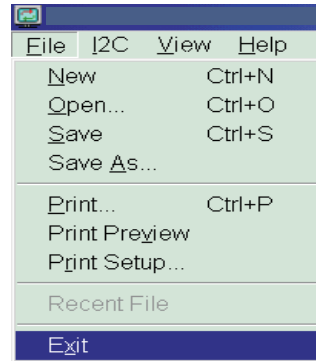 File I2C View Help
New Ctrl+N
Open... Ctrl+O
Save Ctrl+S
Save As...
Print... Ctrl+P
Print Preview
Print Setup...
Recent File
Exit